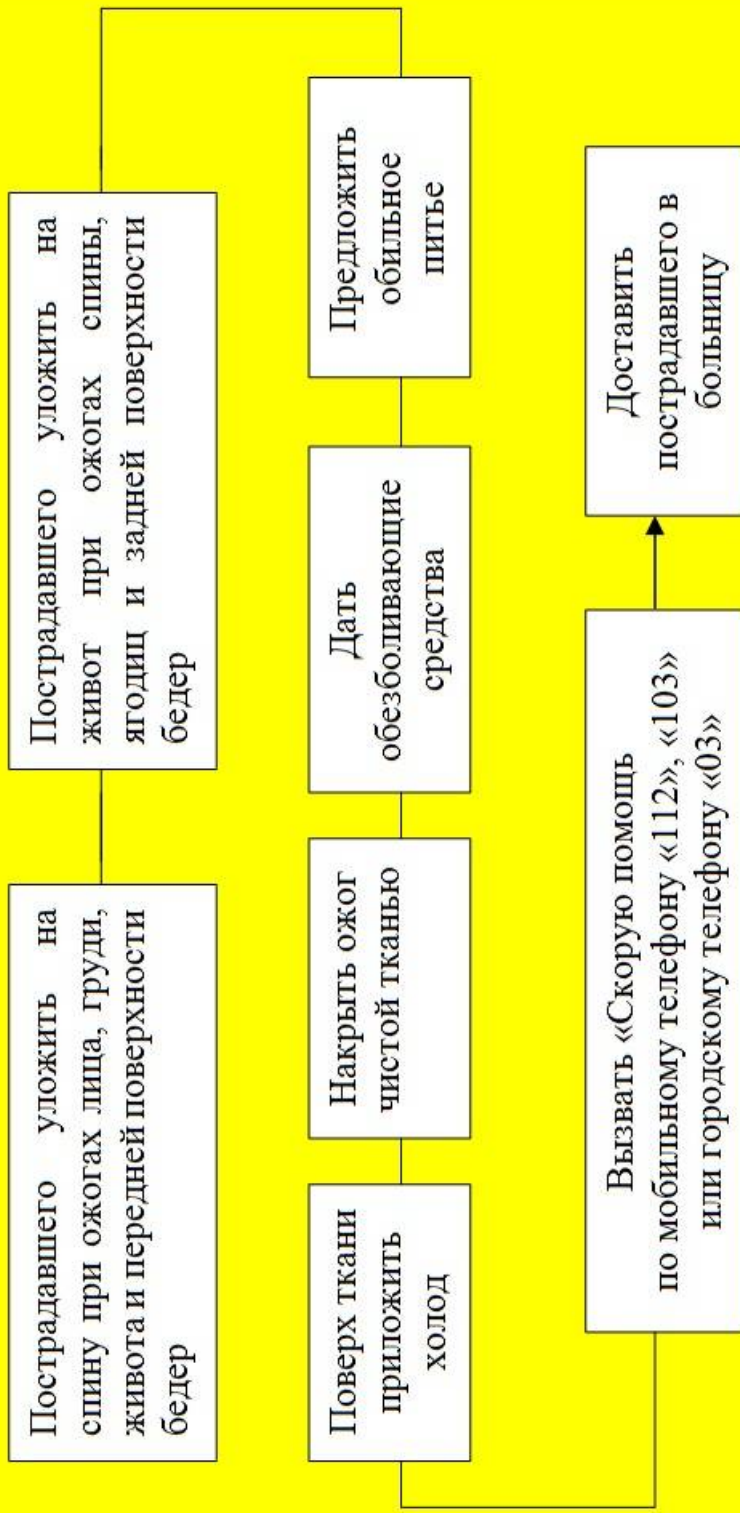 Пострадавшего уложить на
спину при ожогах лица, груди,
живота и передней поверхности
бедер
Пострадавшего уложить на
живот при ожогах спины,
ягодиц и задней поверхности
бедер
Предложить
обильное
питье
Дать
обезболивающие
средства
Накрыть ожог
чистой тканью
Поверх ткани
приложить
холод
Вызвать «Скорую помощь
по мобильному телефону «112», «103»
или городскому телефону «03»
Доставить
пострадавшего в
больницу